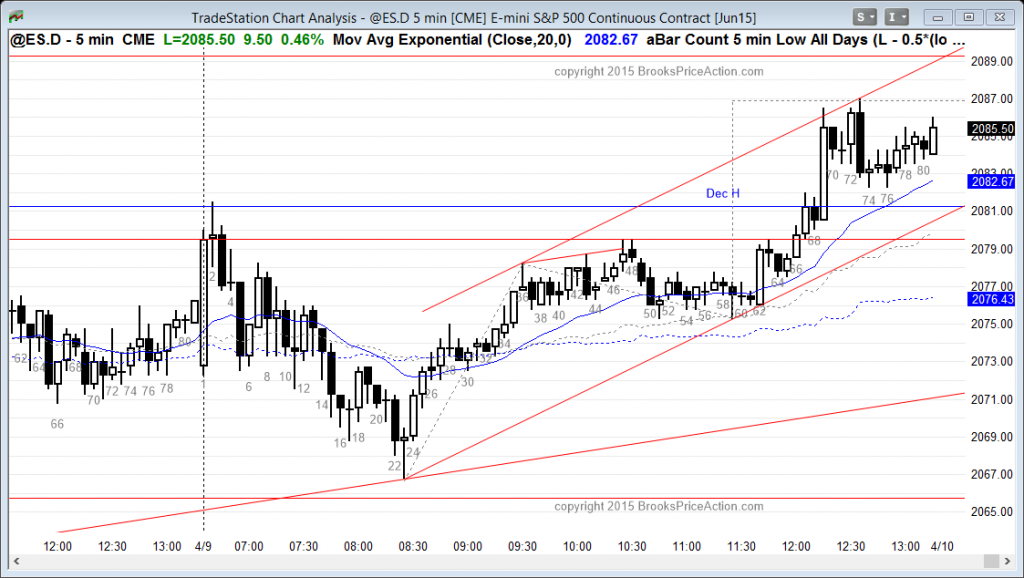 TradeStation Chart Analysis - @ES.D 5 min [CME] E-mini S&P 500 Continuous Contract [Jun15]
S I
@ES.D - 5 min CME L=2085.50 9.50 0.46% Mov Avg Exponential (Close,20,0) 2082.67 aBar Count 5 min Low All Days (L - 0.5*(lo ...
2089.00
copyright 2015 BrooksPriceAction.com
2087.00
2085.50
2085.00
70 72 78 80
2083.00
2082.67
74 76
Dec H
2081.00
68
2079.00
2 48 66
64
36 42 46 2077.00
4 58
2076.43
38 40 44 50 52 54 56 60 62
2075.00
80 34
62 64 68 28 32 2073.00
6 8 10 30
70 72 74 76 78 1 12 26
2071.00
66 14 20
16 18 24 2069.00
22
2067.00
copyright 2015 BrooksPriceAction.com
2065.00
12:00 12:30 13:00 4/9 07:00 07:30 08:00 08:30 09:00 09:30 10:00 10:30 11:00 11:30 12:00 12:30 13:00 4/10